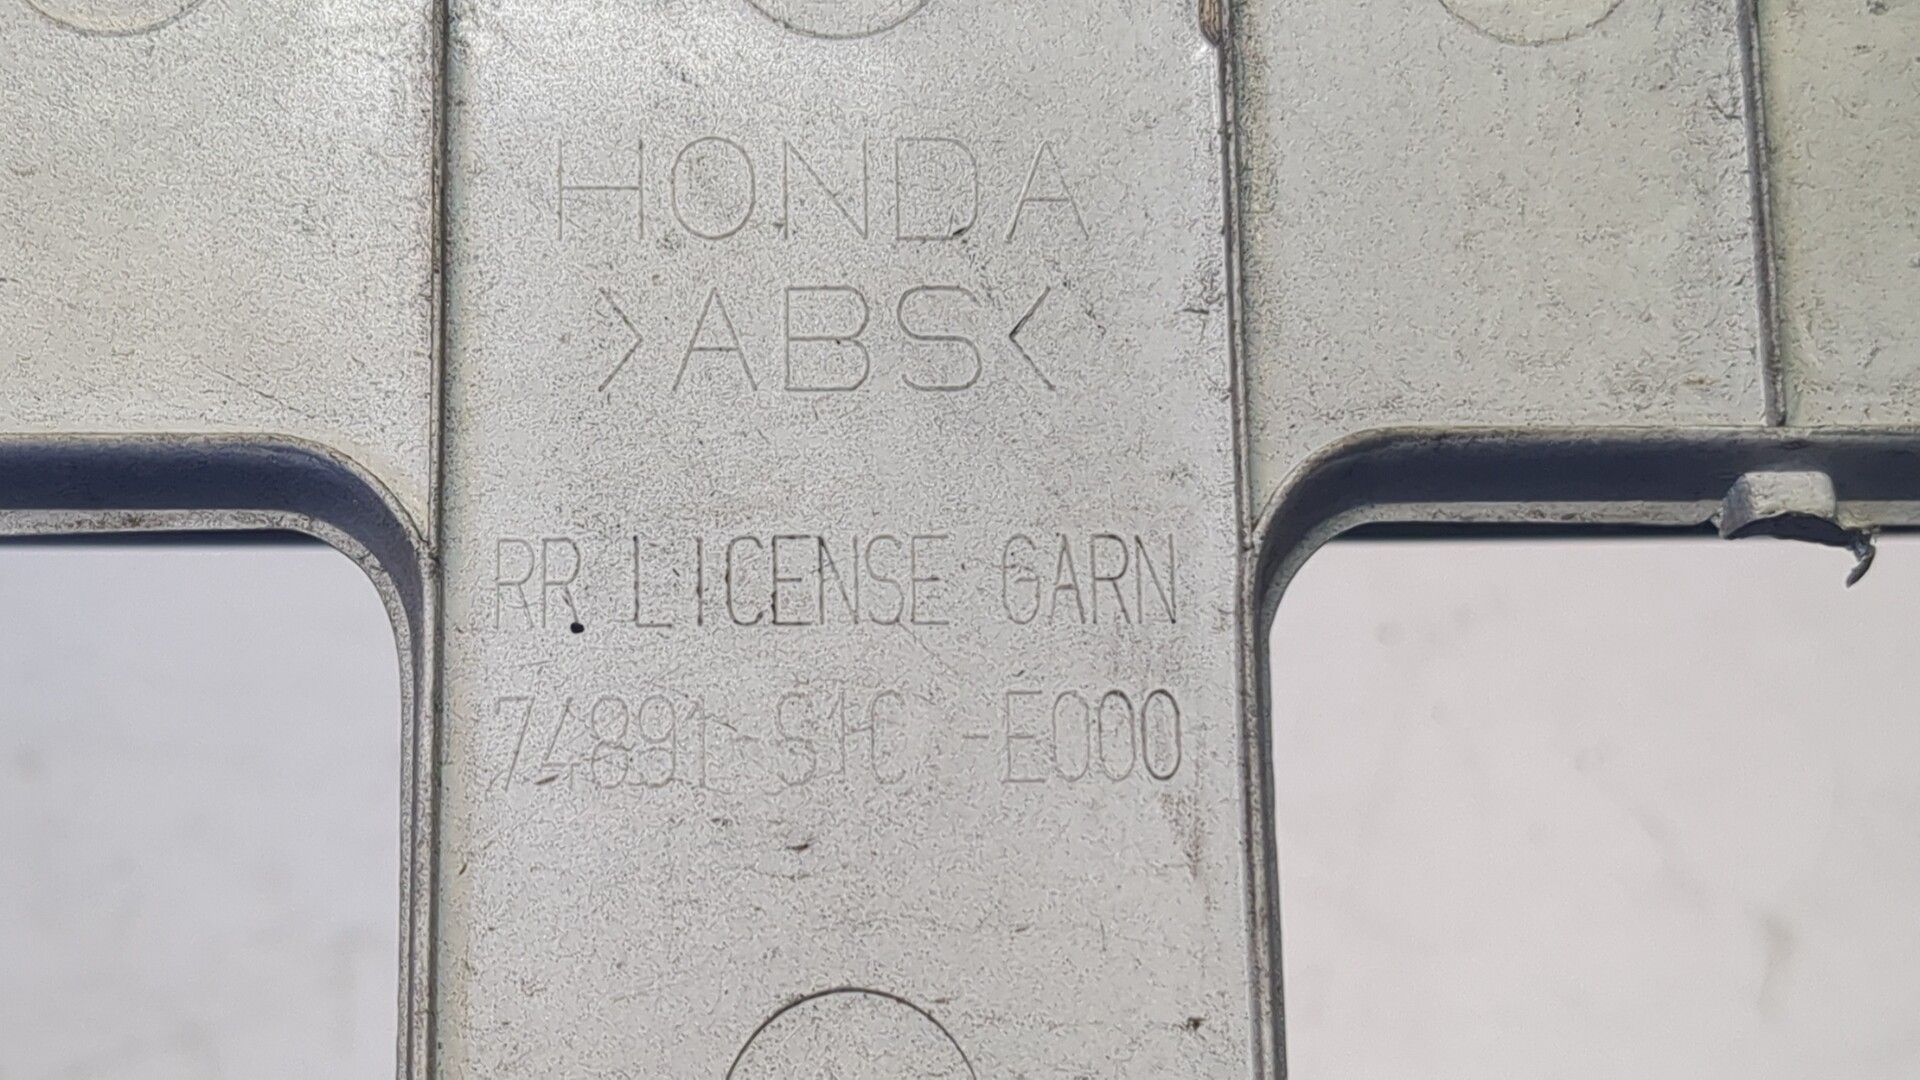 HONDA
>ABS<
RR LICENSE GARN
74891-S1C -E000